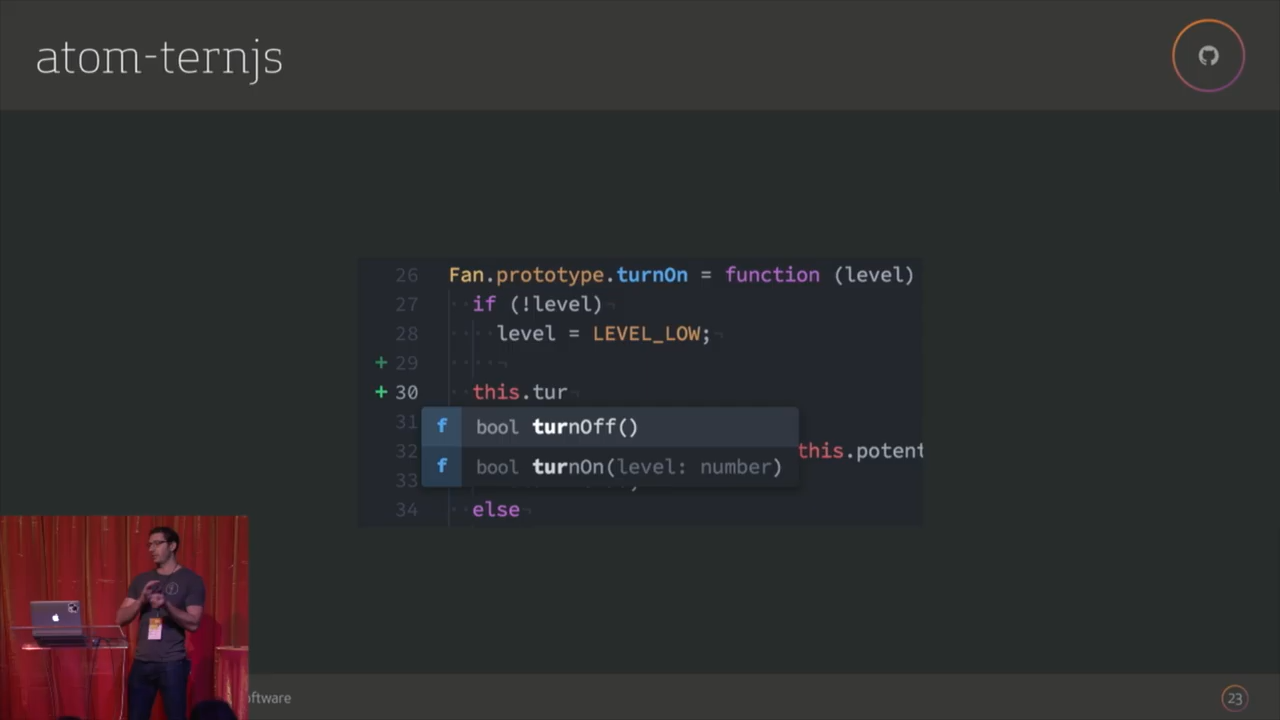 atom-ternjs
26 Fan.prototype.turnOn = function (level)
27 if (!level)
28 level = LEVEL_LOW;
+ 29
+ 30 this.tur
31 f bool turnOff()
32 this.potent
f bool turnOn(level: number)
33
34 else
ftware
23